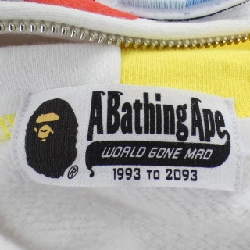 A Bathing Ape
WORLD GONE MAD
1993 TO 2093
®